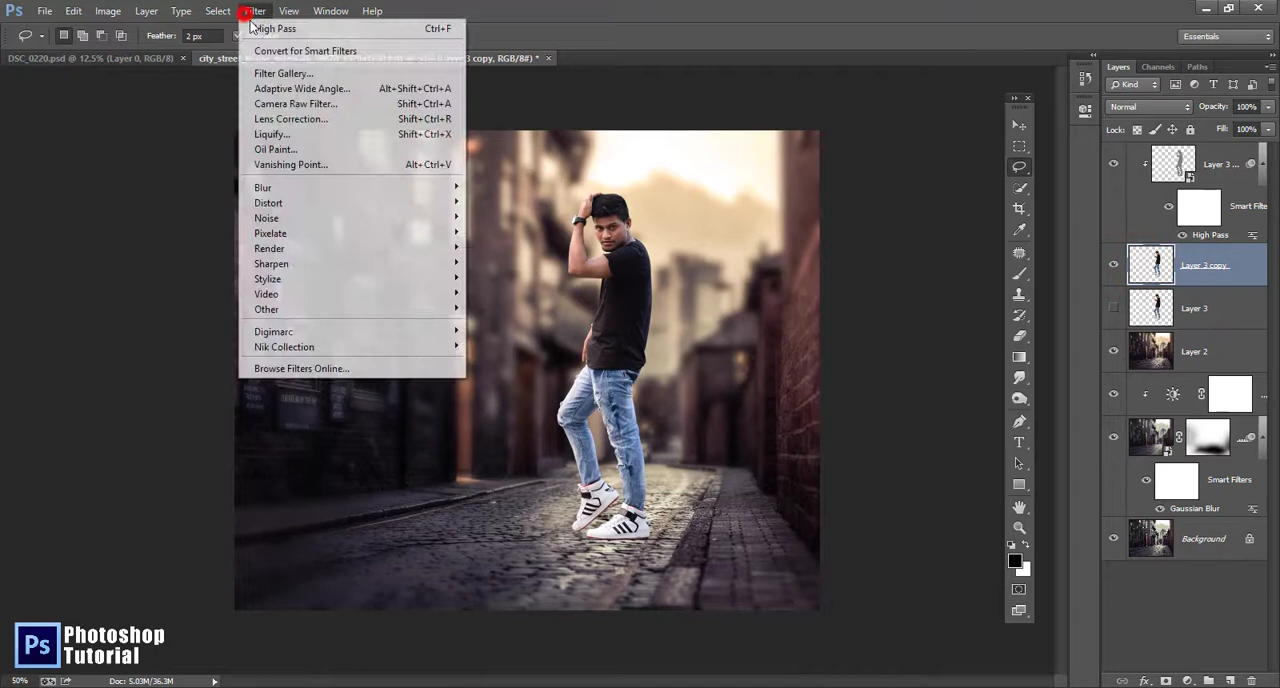 Ps File Edit Image Layer Type Select Filter View Window Help
Feather: 2 px Essentials
DSC_0220.psd @ 12.5% (Layer 0, RGB/8) × 3 copy, RGB/8#) * ×
High Pass Ctrl+F
Convert for Smart Filters
Filter Gallery...
Adaptive Wide Angle... Alt+Shift+Ctrl+A
Camera Raw Filter... Shift+Ctrl+A
Lens Correction... Shift+Ctrl+R
Liquify... Shift+Ctrl+X
Oil Paint...
Vanishing Point... Alt+Ctrl+V
Blur
Distort
Noise
Pixelate
Render
Sharpen
Stylize
Video
Other
Digimarc
Nik Collection
Browse Filters Online...
Layers Channels Paths
Kind
Normal Opacity: 100%
Lock: Fill: 100%
Layer 3 ...
Smart Filte
High Pass
Layer 3 copy
Layer 3
Layer 2
Smart Filters
Gaussian Blur
Background
Ps Photoshop
Tutorial
50% Doc: 5.03M/36.3M